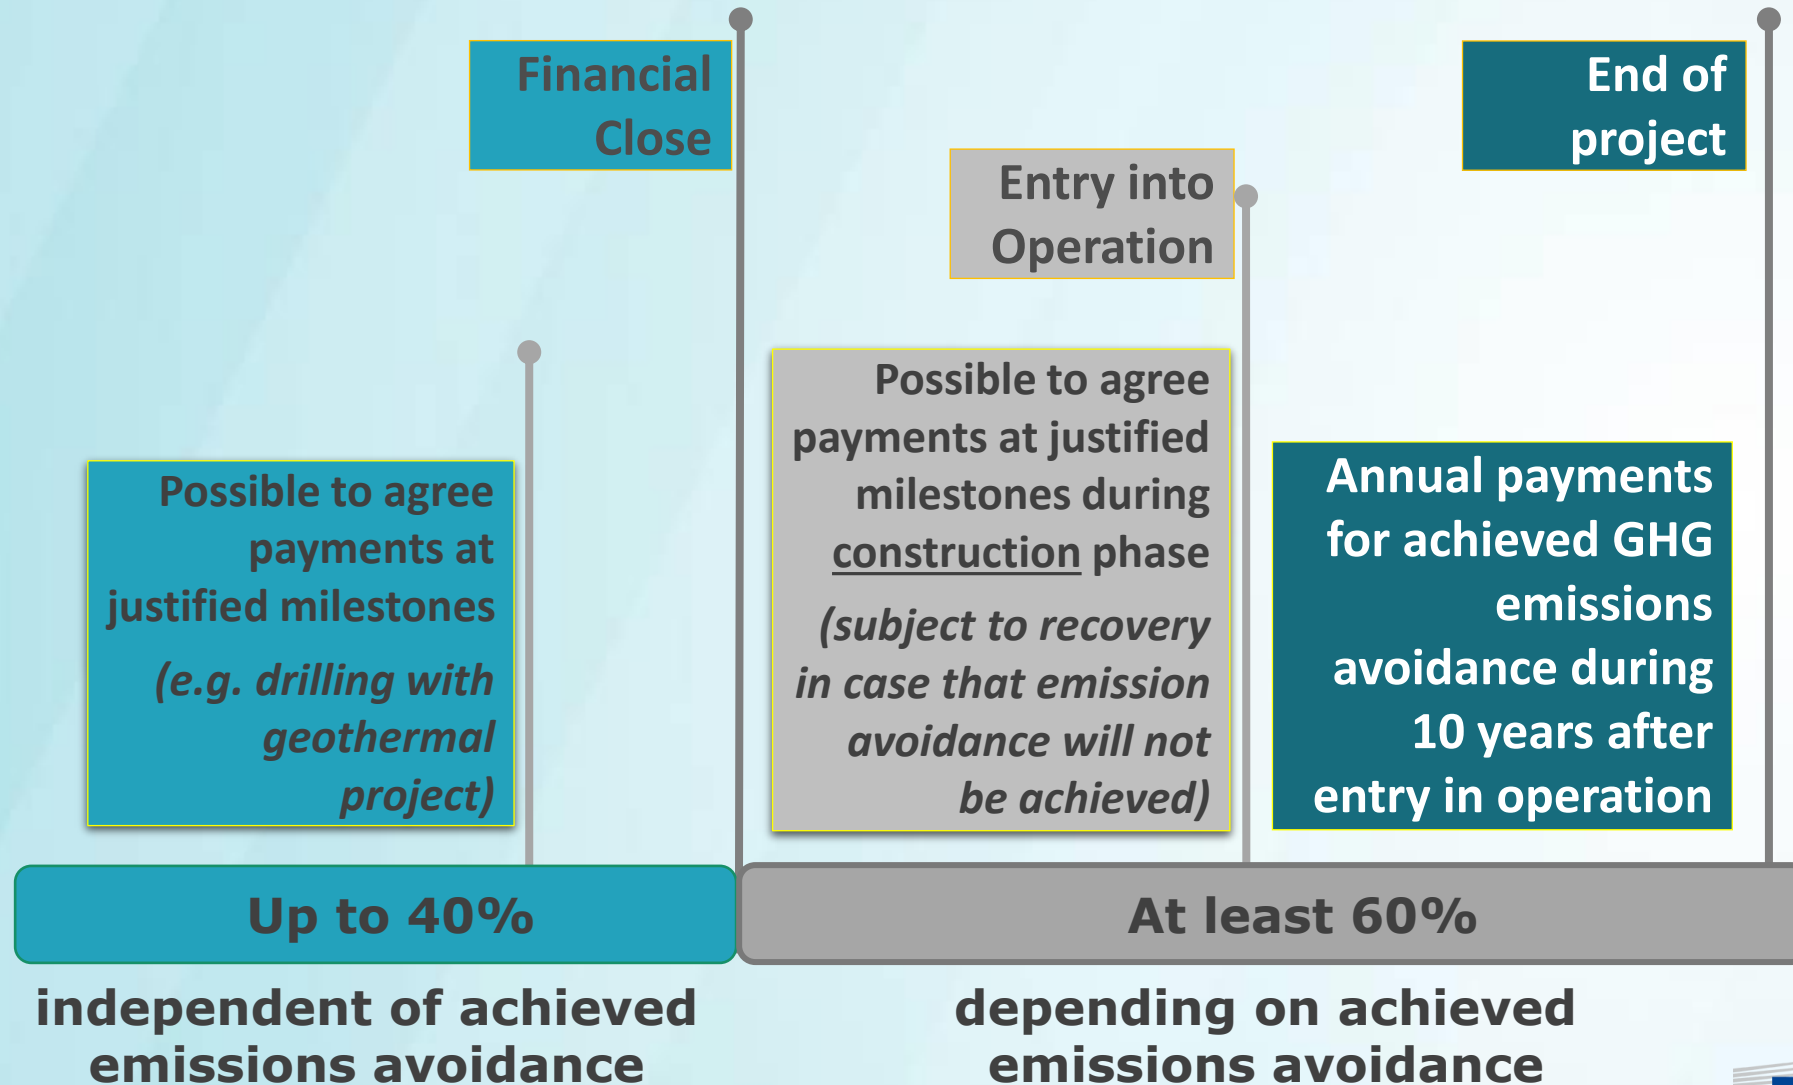 Financial
Close
End of
project
Entry into
Operation
Possible to agree
payments at
justified milestones
(e.g. drilling with
geothermal
project)
Possible to agree
payments at justified
milestones during
construction phase
(subject to recovery
in case that emission
avoidance will not
be achieved)
Annual payments
for achieved GHG
emissions
avoidance during
10 years after
entry in operation
Up to 40%
At least 60%
independent of achieved
emissions avoidance
depending on achieved
emissions avoidance